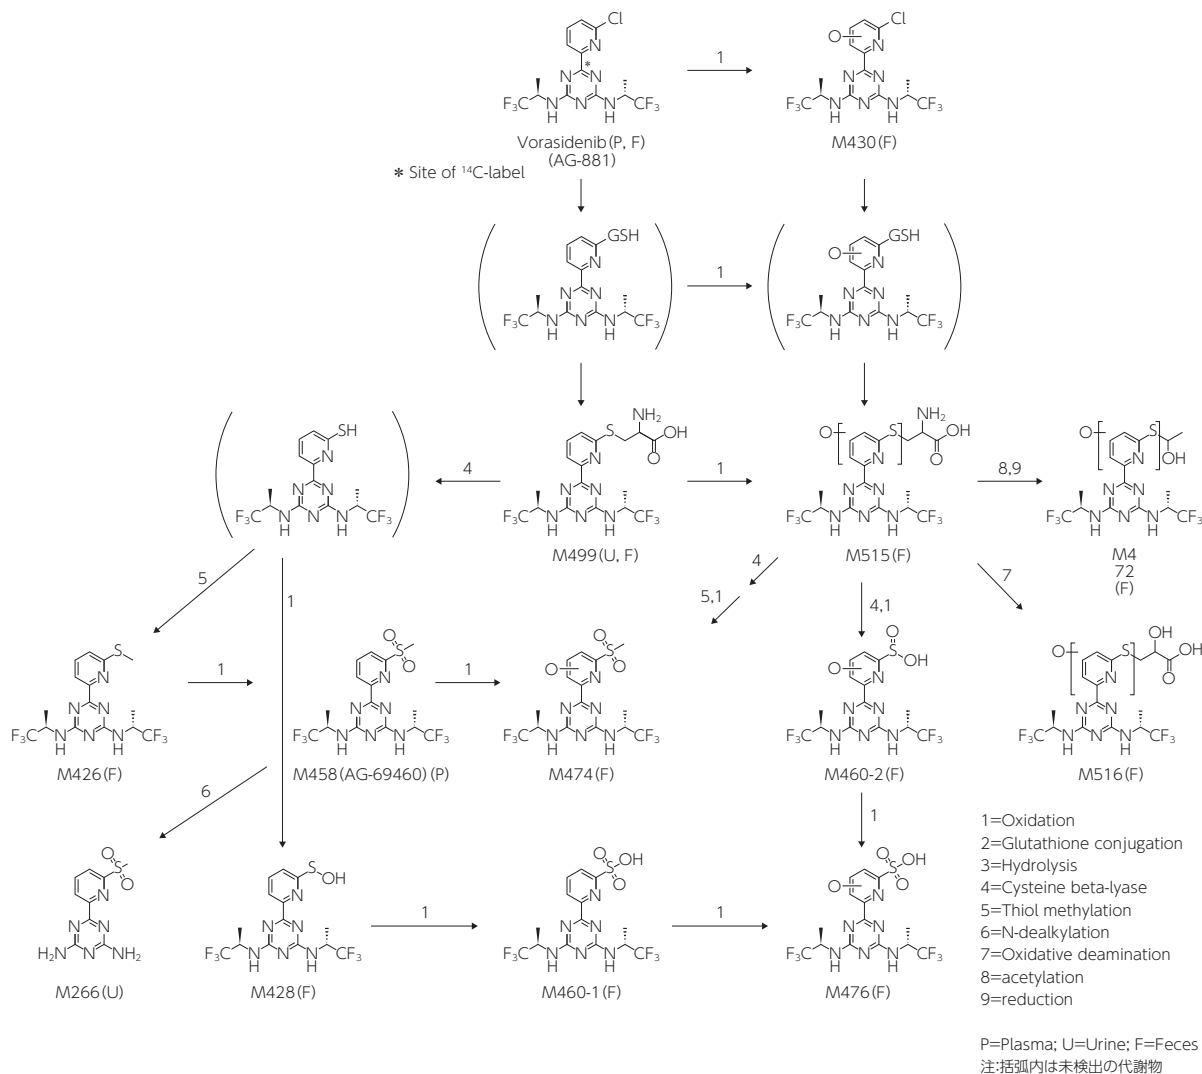 Cl
N
*
N N
F₃C N N N CF₃
H H
Vorasidenib (P, F)
(AG-881)
* Site of ¹⁴C-label
1
Cl
O
N
N N
F₃C N N N CF₃
H H
M430 (F)
GSH
N
N N
F₃C N N N CF₃
H H
1
GSH
O
N
N N
F₃C N N N CF₃
H H
SH
N
N N
F₃C N N N CF₃
H H
4
NH₂
S OH
N O
N N
F₃C N N N CF₃
H H
M499 (U, F)
1
NH₂
O S OH
N O
N N
F₃C N N N CF₃
H H
M515 (F)
8,9
O S
N OH
N N
F₃C N N N CF₃
H H
M4
72
(F)
5
1
4
5,1
4,1
7
S
N
N N
F₃C N N N CF₃
H H
M426 (F)
1
O
S
N O
N N
F₃C N N N CF₃
H H
M458 (AG-69460) (P)
1
O
S
O N O
N N
F₃C N N N CF₃
H H
M474 (F)
O
S
O N OH
N N
F₃C N N N CF₃
H H
M460-2 (F)
OH
O S OH
N O
N N
F₃C N N N CF₃
H H
M516 (F)
6
1
O
S
N O
N N
H₂N N NH₂
M266 (U)
S
N OH
N N
F₃C N N N CF₃
H H
M428 (F)
1
O OH
S
N O
N N
F₃C N N N CF₃
H H
M460-1 (F)
1
O OH
S
O N O
N N
F₃C N N N CF₃
H H
M476 (F)
1=Oxidation
2=Glutathione conjugation
3=Hydrolysis
4=Cysteine beta-lyase
5=Thiol methylation
6=N-dealkylation
7=Oxidative deamination
8=acetylation
9=reduction
P=Plasma; U=Urine; F=Feces
注:括弧内は未検出の代謝物